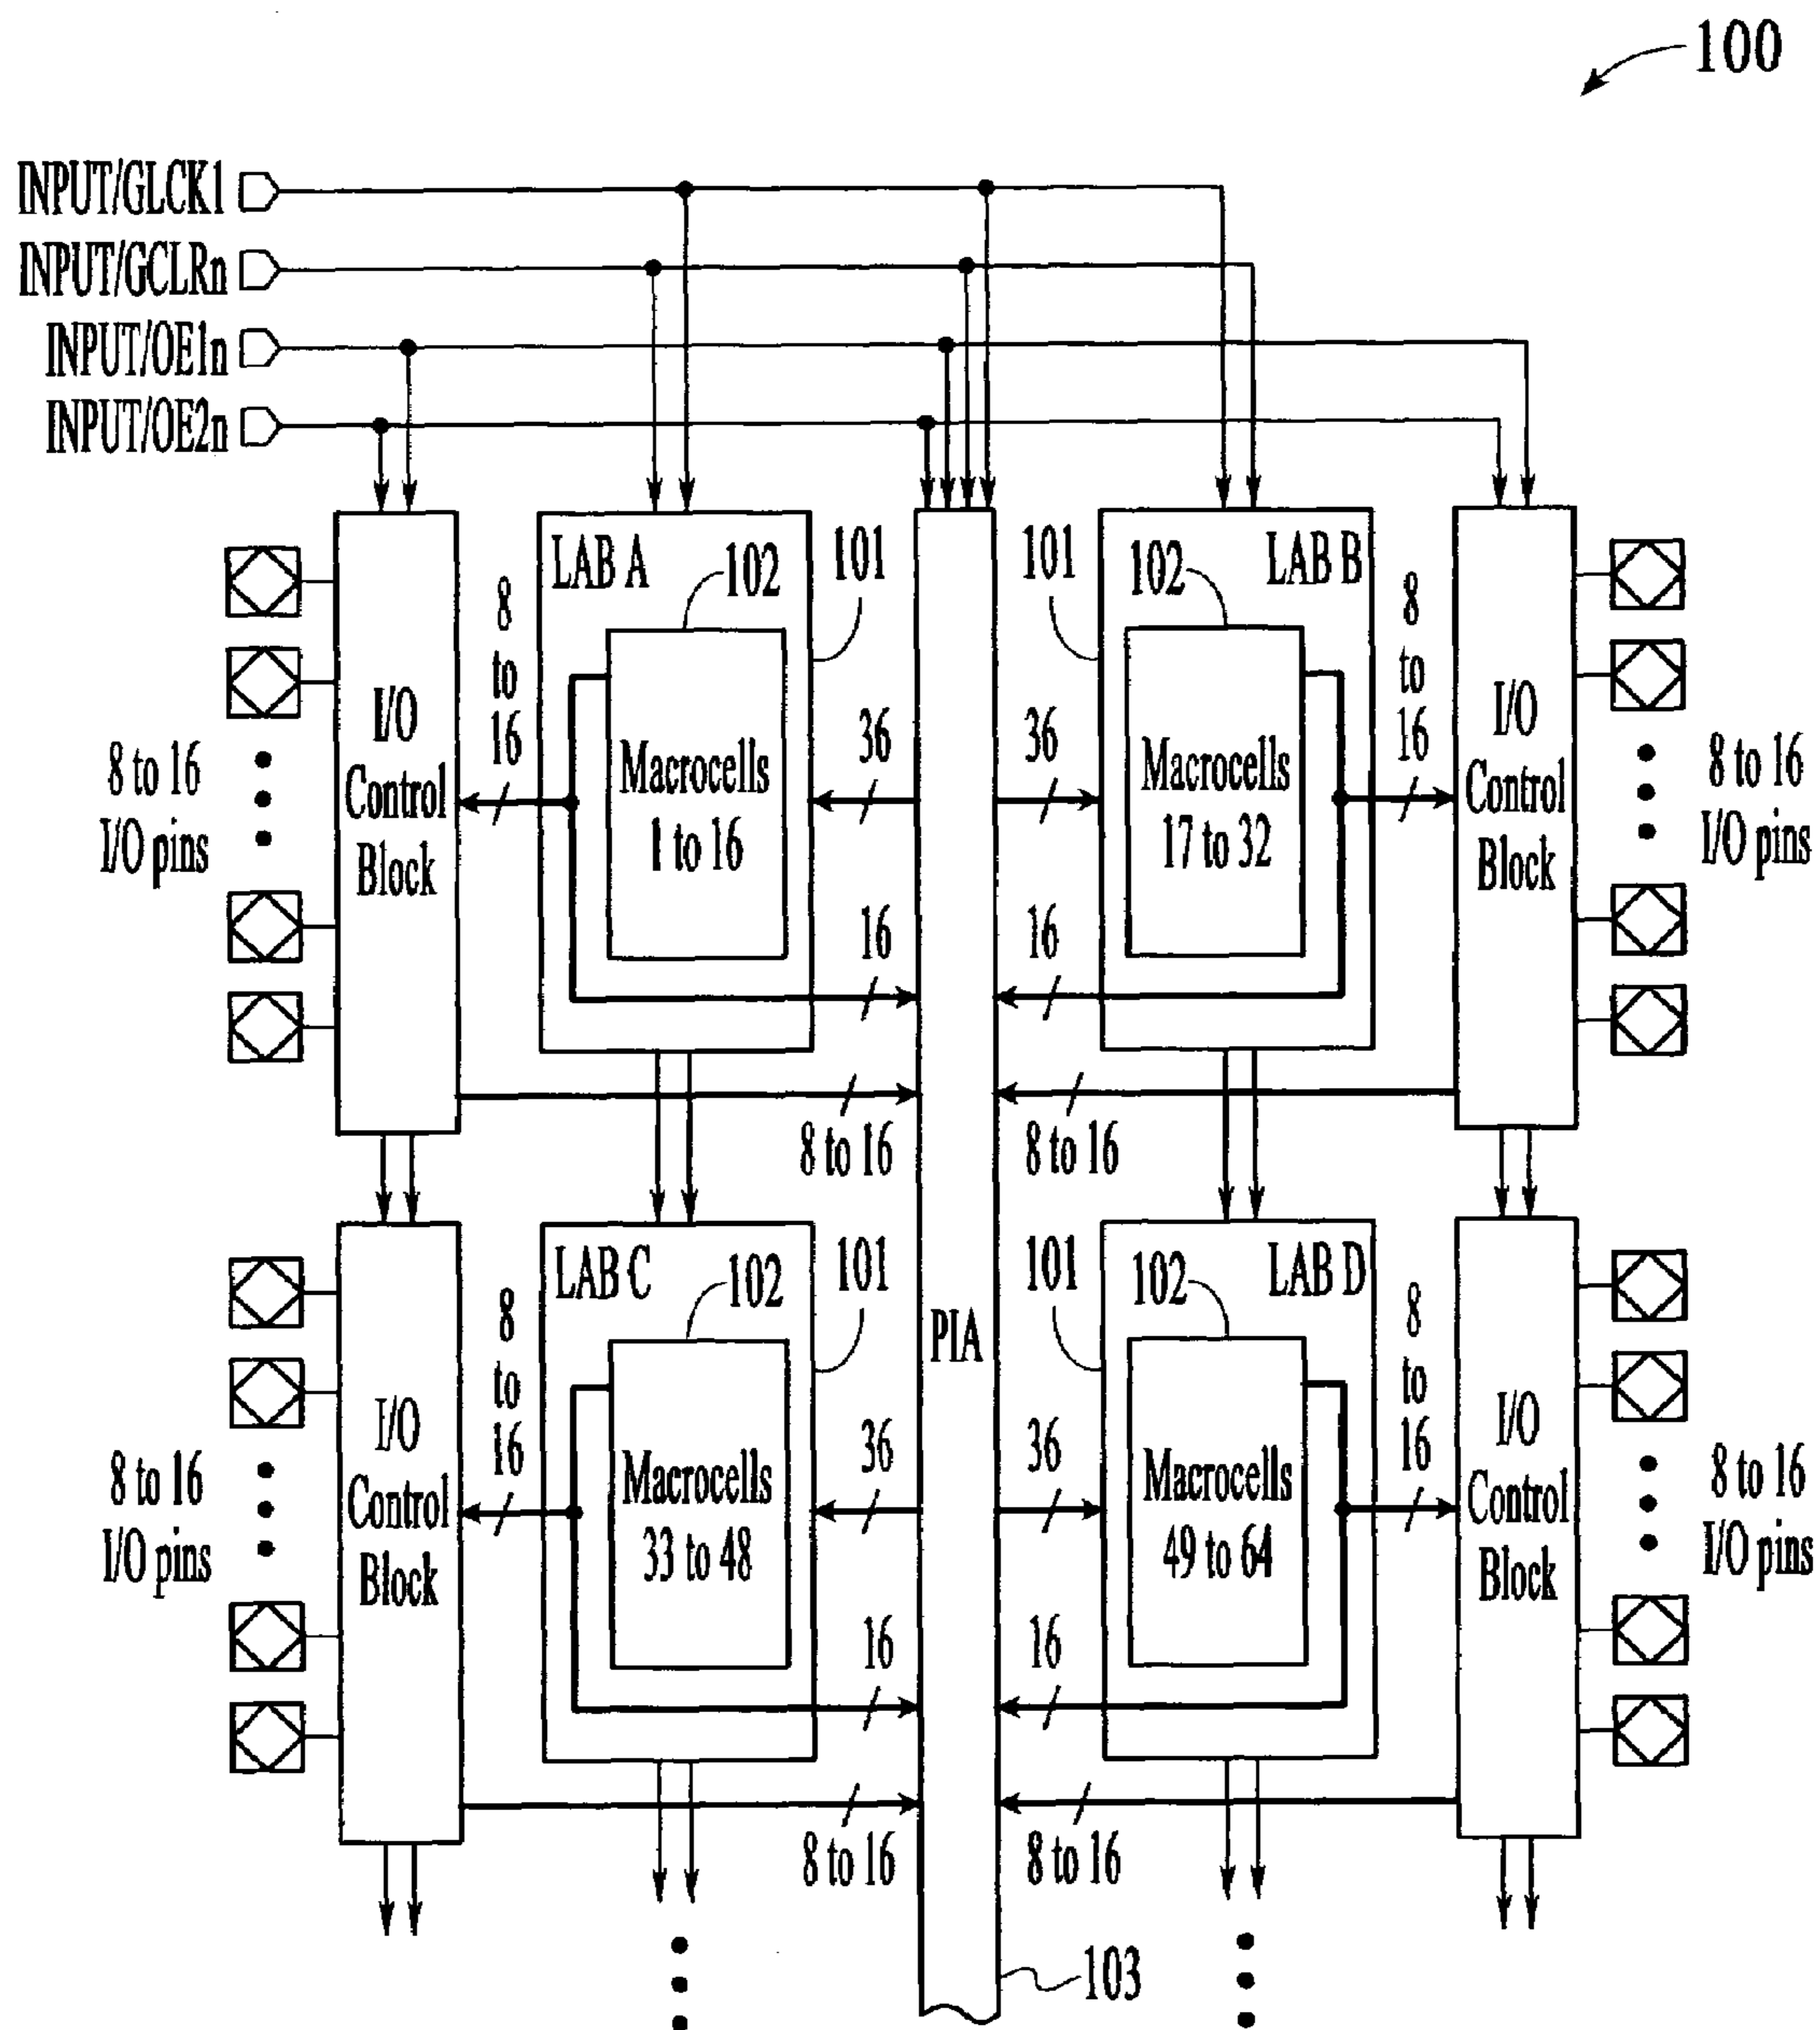 100
INPUT/GLCK1
INPUT/GCLRn
INPUT/OE1n
INPUT/OE2n
LAB A
102
101
8
to
16
I/O
Control
Block
8 to 16
I/O pins
Macrocells
1 to 16
36
16
8 to 16
101
102
LAB B
8
to
16
Macrocells
17 to 32
36
16
8 to 16
I/O
Control
Block
8 to 16
I/O pins
PIA
LAB C
102
101
8
to
16
I/O
Control
Block
8 to 16
I/O pins
Macrocells
33 to 48
36
16
8 to 16
101
102
LAB D
8
to
16
Macrocells
49 to 64
36
16
8 to 16
I/O
Control
Block
8 to 16
I/O pins
103